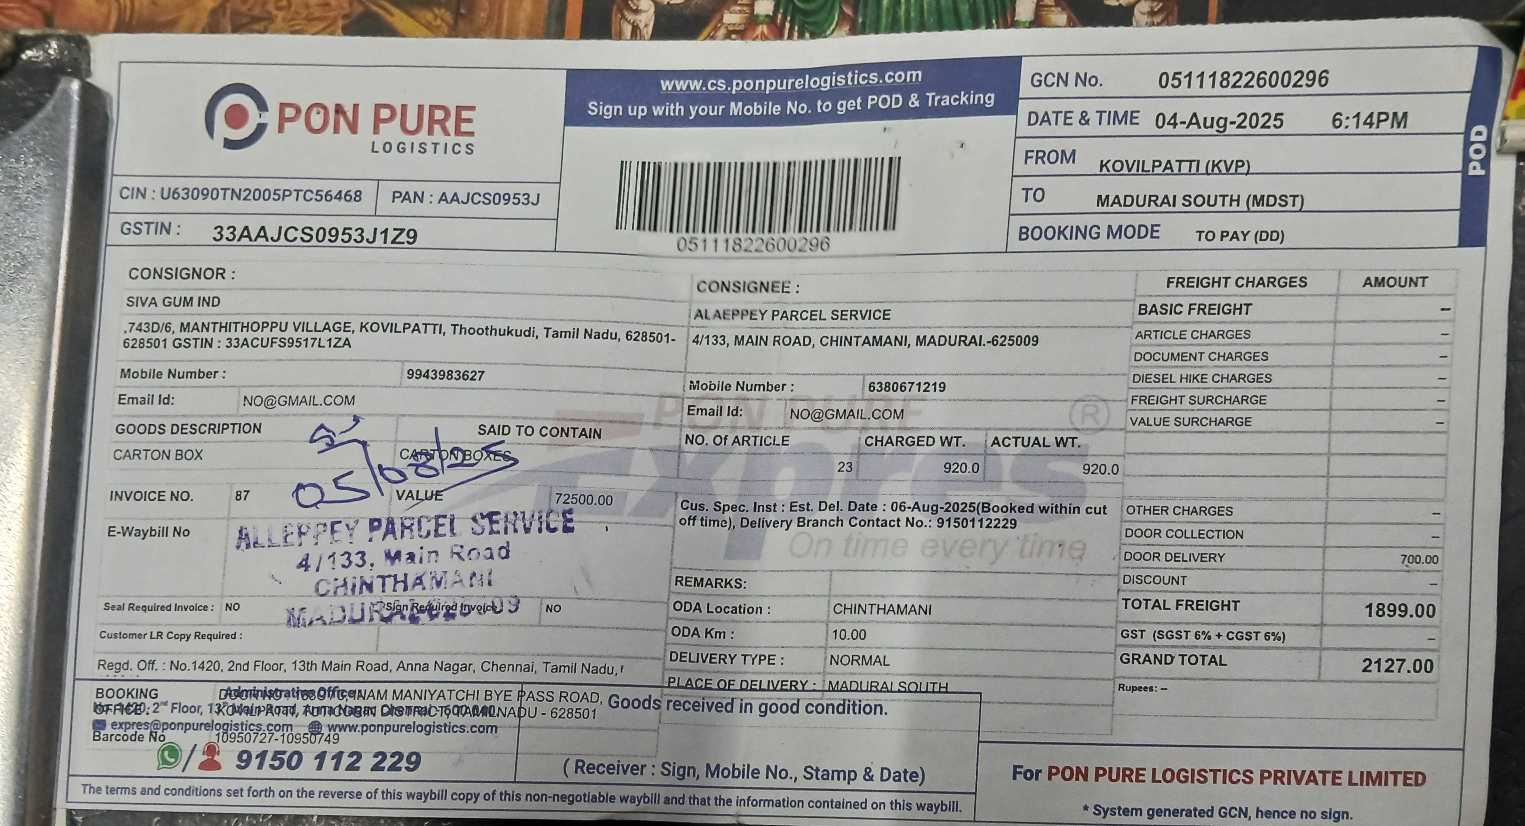 PON PURE
LOGISTICS
www.cs.ponpurelogistics.com
Sign up with your Mobile No. to get POD & Tracking
05111822600296
GCN No. 05111822600296
DATE & TIME 04-Aug-2025 6:14PM
FROM KOVILPATTI (KVP)
TO MADURAI SOUTH (MDST)
BOOKING MODE TO PAY (DD)
POD
CIN : U63090TN2005PTC56468 PAN : AAJCS0953J
GSTIN : 33AAJCS0953J1Z9
CONSIGNOR :
SIVA GUM IND
.743D/6, MANTHITHOPPU VILLAGE, KOVILPATTI, Thoothukudi, Tamil Nadu, 628501-
628501 GSTIN : 33ACUFS9517L1ZA
Mobile Number : 9943983627
Email Id: NO@GMAIL.COM
GOODS DESCRIPTION SAID TO CONTAIN
CARTON BOX CARTON BOXES
05/08/25
INVOICE NO. 87 VALUE 72500.00
E-Waybill No
ALLEPPEY PARCEL SERVICE
4/133, Main Road
CHINTHAMANI
Seal Required Invoice : NO Sign Required Invoice NO
Customer LR Copy Required :
Regd. Off. : No.1420, 2nd Floor, 13th Main Road, Anna Nagar, Chennai, Tamil Nadu,
CONSIGNEE :
ALAEPPEY PARCEL SERVICE
4/133, MAIN ROAD, CHINTAMANI, MADURAI.-625009
Mobile Number : 6380671219
Email Id: NO@GMAIL.COM
PON PURE
Expres
®
On time every time
NO. Of ARTICLE CHARGED WT. ACTUAL WT.
23 920.0 920.0
Cus. Spec. Inst : Est. Del. Date : 06-Aug-2025(Booked within cut
off time), Delivery Branch Contact No.: 9150112229
REMARKS:
ODA Location : CHINTHAMANI
ODA Km : 10.00
DELIVERY TYPE : NORMAL
PLACE OF DELIVERY : MADURAI SOUTH
FREIGHT CHARGES AMOUNT
BASIC FREIGHT –
ARTICLE CHARGES –
DOCUMENT CHARGES –
DIESEL HIKE CHARGES –
FREIGHT SURCHARGE –
VALUE SURCHARGE –
OTHER CHARGES –
DOOR COLLECTION –
DOOR DELIVERY 700.00
DISCOUNT –
TOTAL FREIGHT 1899.00
GST (SGST 6% + CGST 6%) –
GRAND TOTAL 2127.00
Rupees: –
BOOKING
OFFICE :
Administrative Office
INAM MANIYATCHI BYE PASS ROAD,
TAMILNADU - 628501
expres@ponpurelogistics.com www.ponpurelogistics.com
Barcode No 10950727-10950749
/ 9150 112 229
Goods received in good condition.
( Receiver : Sign, Mobile No., Stamp & Date)
The terms and conditions set forth on the reverse of this waybill copy of this non-negotiable waybill and that the information contained on this waybill.
For PON PURE LOGISTICS PRIVATE LIMITED
* System generated GCN, hence no sign.